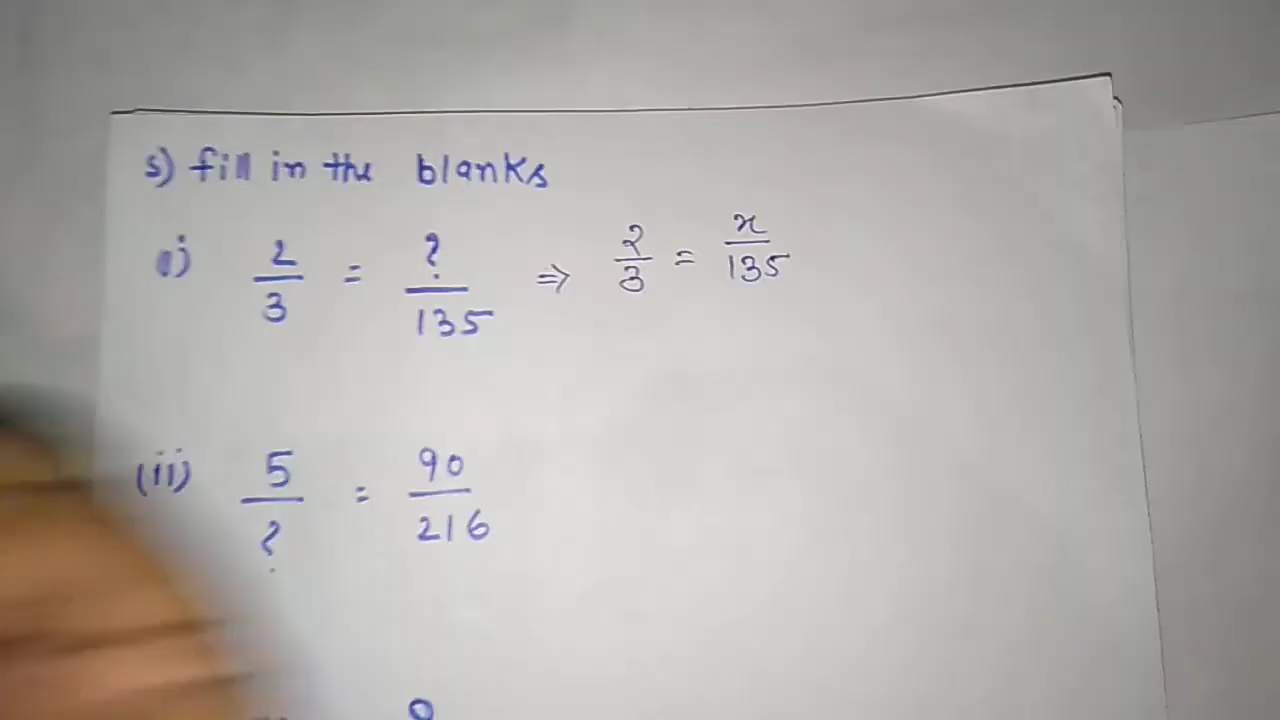 5) fill in the blanks
i) 2/3 = ?/135 ⇒ 2/3 = x/135
(ii) 5/? = 90/216